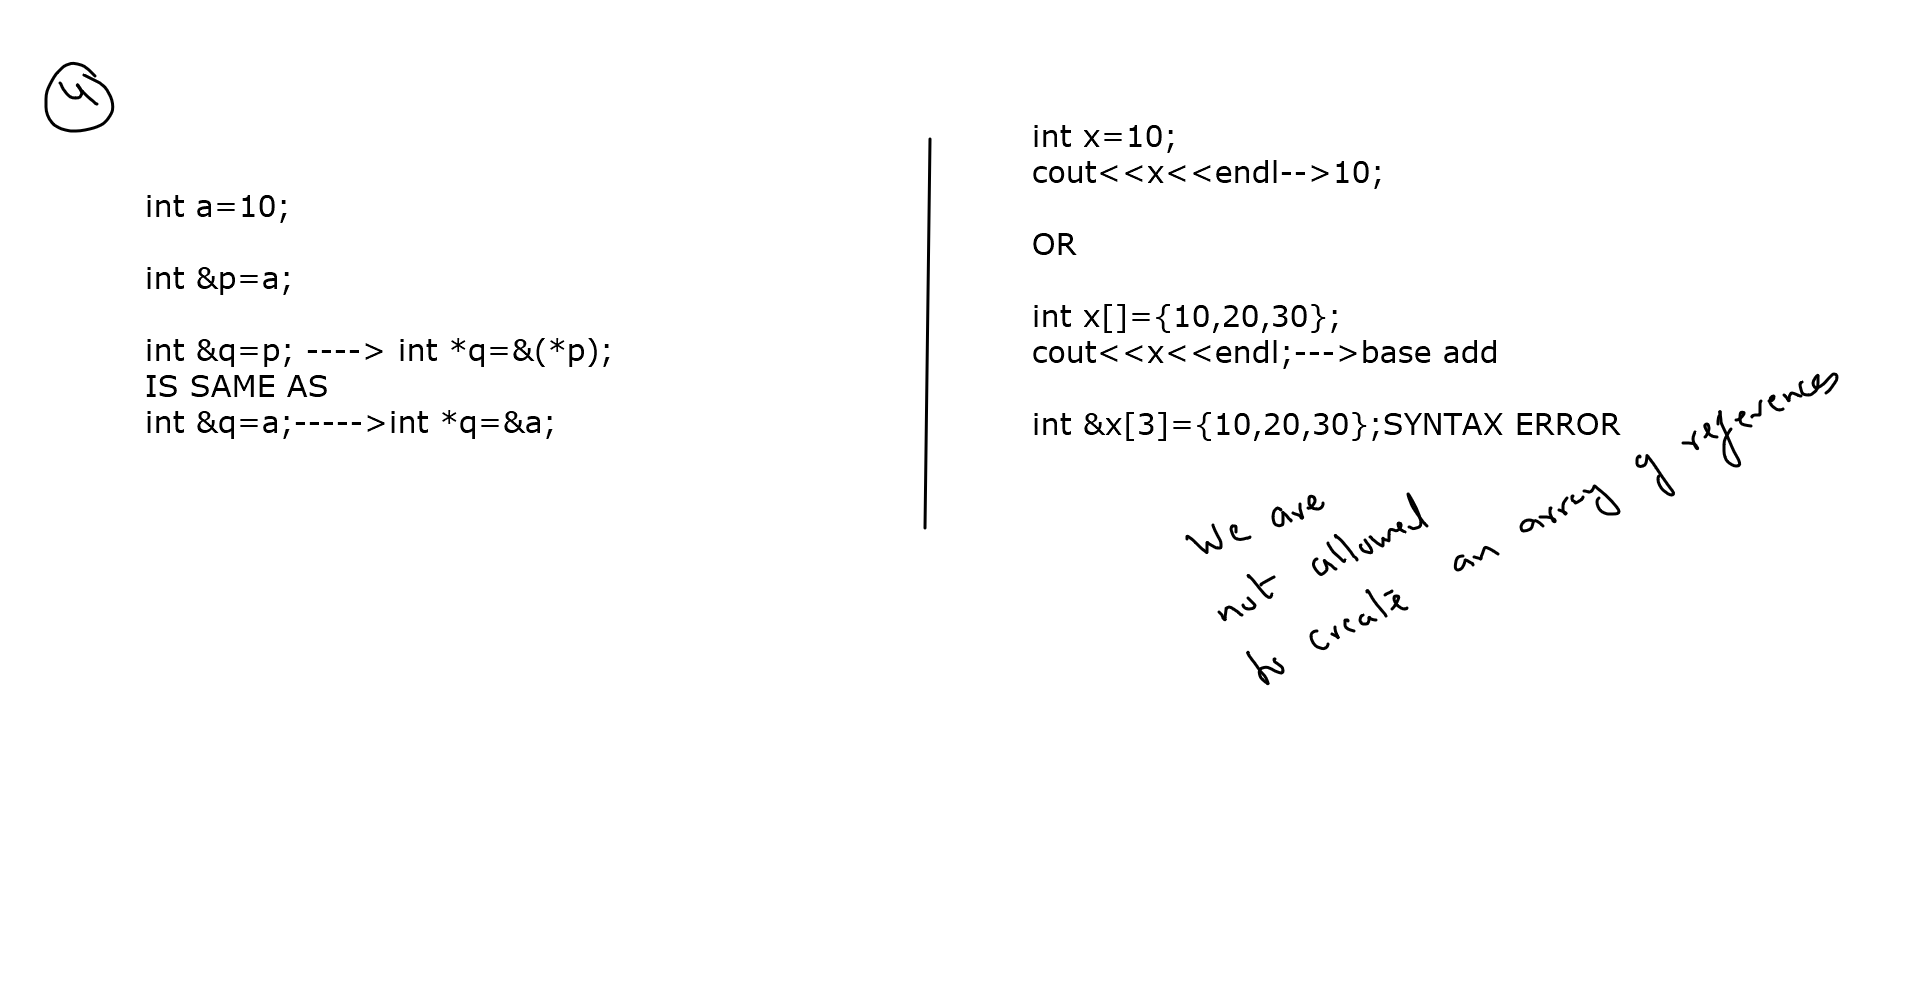 4
int a=10;
int &p=a;
int &q=p; ----> int *q=&(*p);
IS SAME AS
int &q=a;----->int *q=&a;
int x=10;
cout<<x<<endl-->10;
OR
int x[]={10,20,30};
cout<<x<<endl;--->base add
int &x[3]={10,20,30};SYNTAX ERROR
We are
not allowed
to create an array of references